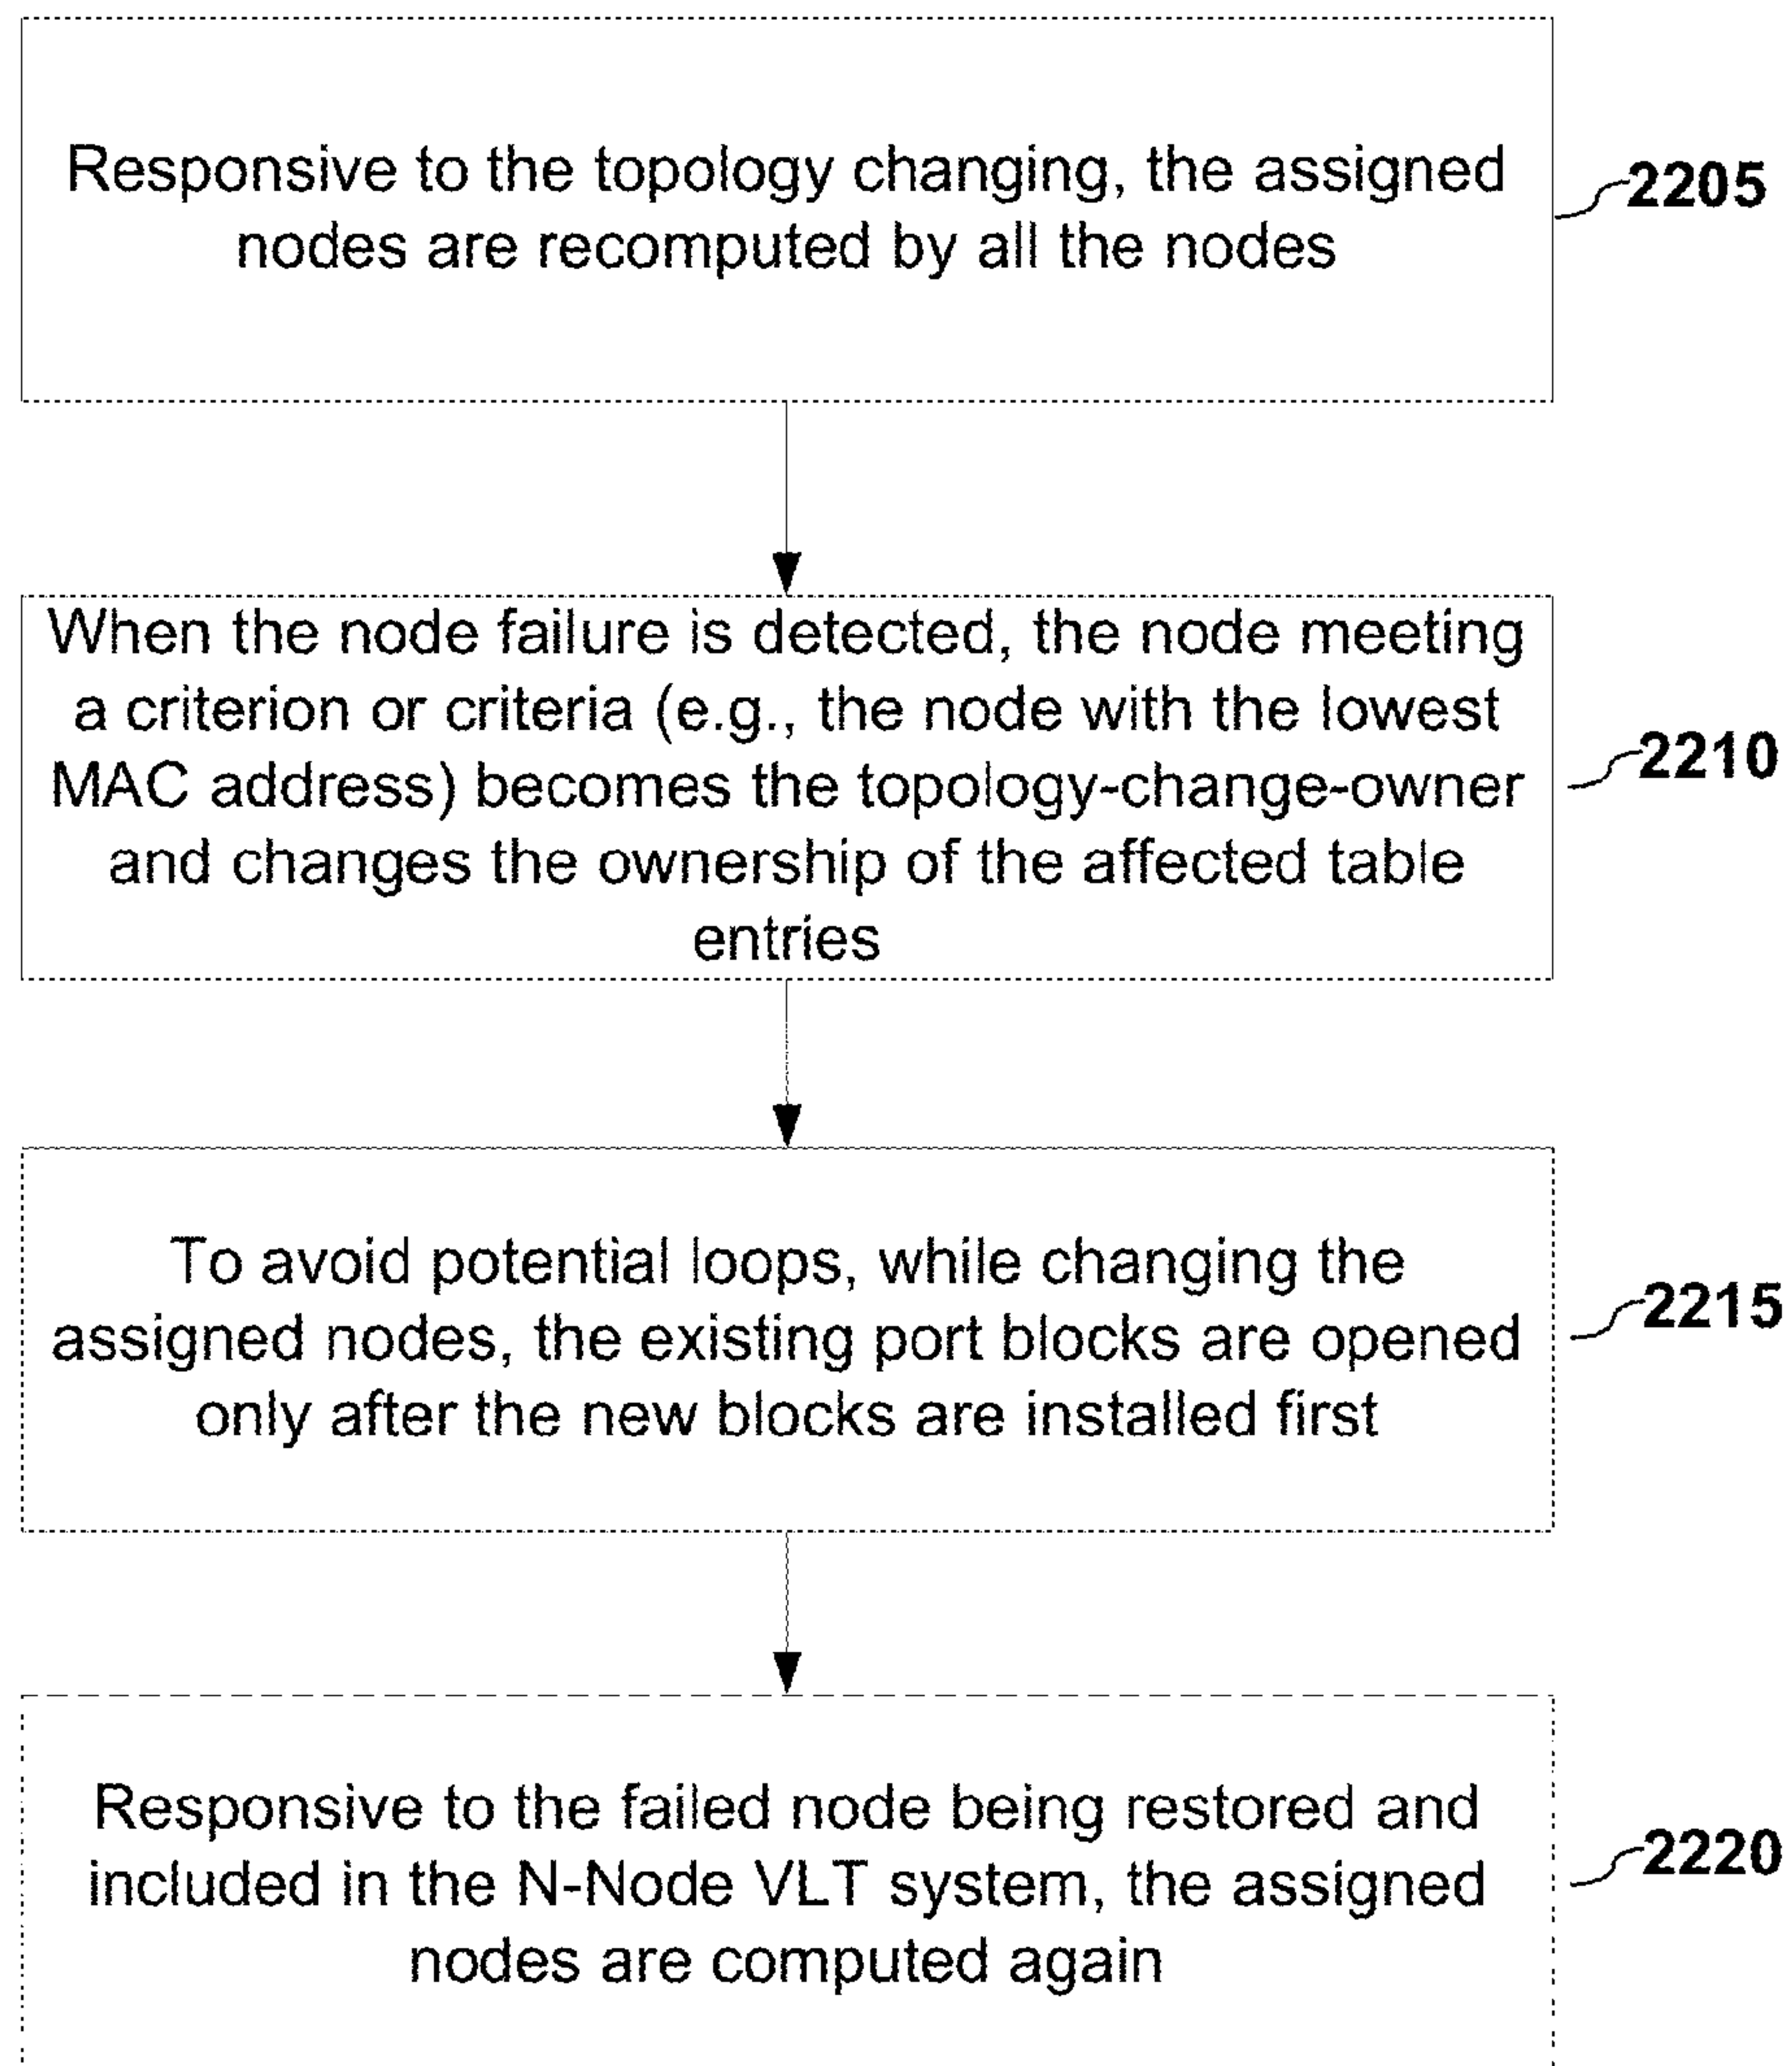 Responsive to the topology changing, the assigned
nodes are recomputed by all the nodes
2205
When the node failure is detected, the node meeting
a criterion or criteria (e.g., the node with the lowest
MAC address) becomes the topology-change-owner
and changes the ownership of the affected table
entries
2210
To avoid potential loops, while changing the
assigned nodes, the existing port blocks are opened
only after the new blocks are installed first
2215
Responsive to the failed node being restored and
included in the N-Node VLT system, the assigned
nodes are computed again
2220